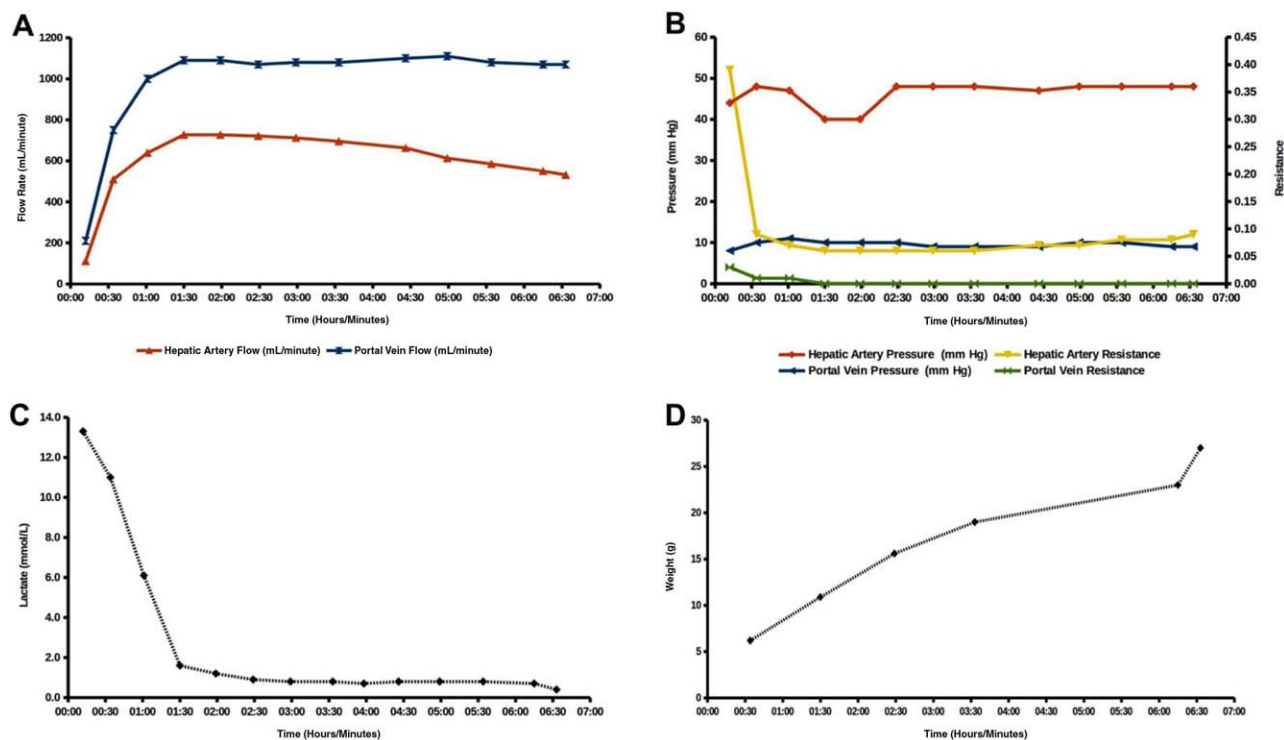 A
1200
1000
800
600
400
200
0
Flow Rate (mL/minute)
00:00 00:30 01:00 01:30 02:00 02:30 03:00 03:30 04:00 04:30 05:00 05:30 06:00 06:30 07:00
Time (Hours/Minutes)
Hepatic Artery Flow (mL/minute) Portal Vein Flow (mL/minute)
B
60
50
40
30
20
10
0
Pressure (mm Hg)
0.45
0.40
0.35
0.30
0.25
0.20
0.15
0.10
0.05
0.00
Resistance
00:00 00:30 01:00 01:30 02:00 02:30 03:00 03:30 04:00 04:30 05:00 05:30 06:00 06:30 07:00
Time (Hours/Minutes)
Hepatic Artery Pressure (mm Hg) Hepatic Artery Resistance
Portal Vein Pressure (mm Hg) Portal Vein Resistance
C
14.0
12.0
10.0
8.0
6.0
4.0
2.0
0.0
Lactate (mmol/L)
00:00 00:30 01:00 01:30 02:00 02:30 03:00 03:30 04:00 04:30 05:00 05:30 06:00 06:30 07:00
Time (Hours/Minutes)
D
30
25
20
15
10
5
0
Weight (g)
00:00 00:30 01:00 01:30 02:00 02:30 03:00 03:30 04:00 04:30 05:00 05:30 06:00 06:30 07:00
Time (Hours/Minutes)